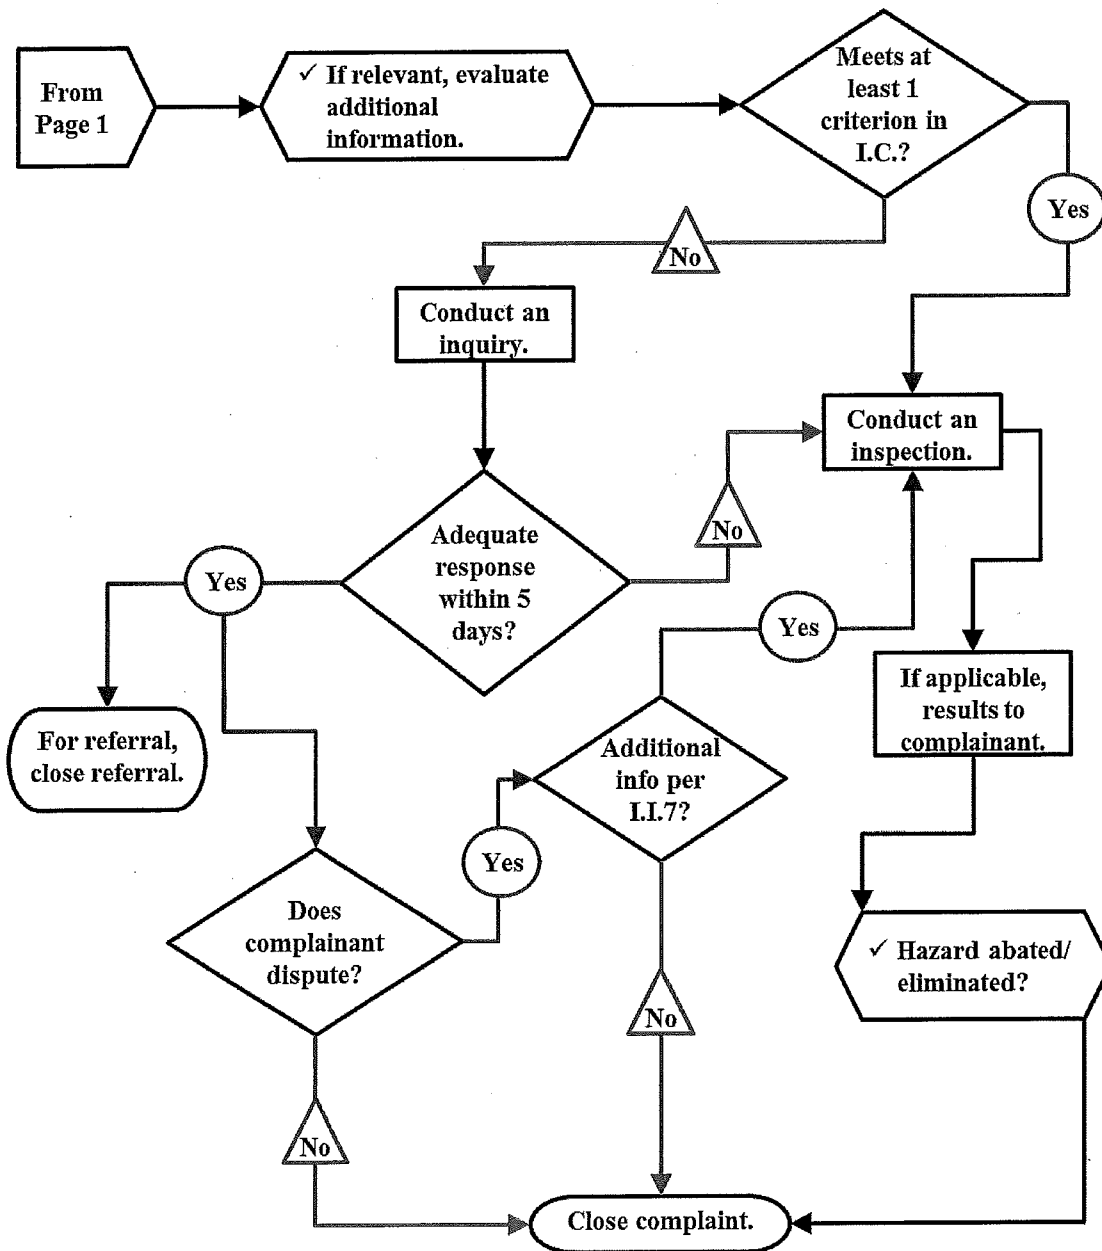 From
Page 1
✓ If relevant, evaluate
additional
information.
Meets at
least 1
criterion in
I.C.?
Yes
No
Conduct an
inquiry.
Conduct an
inspection.
Adequate
response
within 5
days?
No
Yes
Yes
For referral,
close referral.
If applicable,
results to
complainant.
Additional
info per
I.I.7?
Yes
Does
complainant
dispute?
✓ Hazard abated/
eliminated?
No
No
Close complaint.